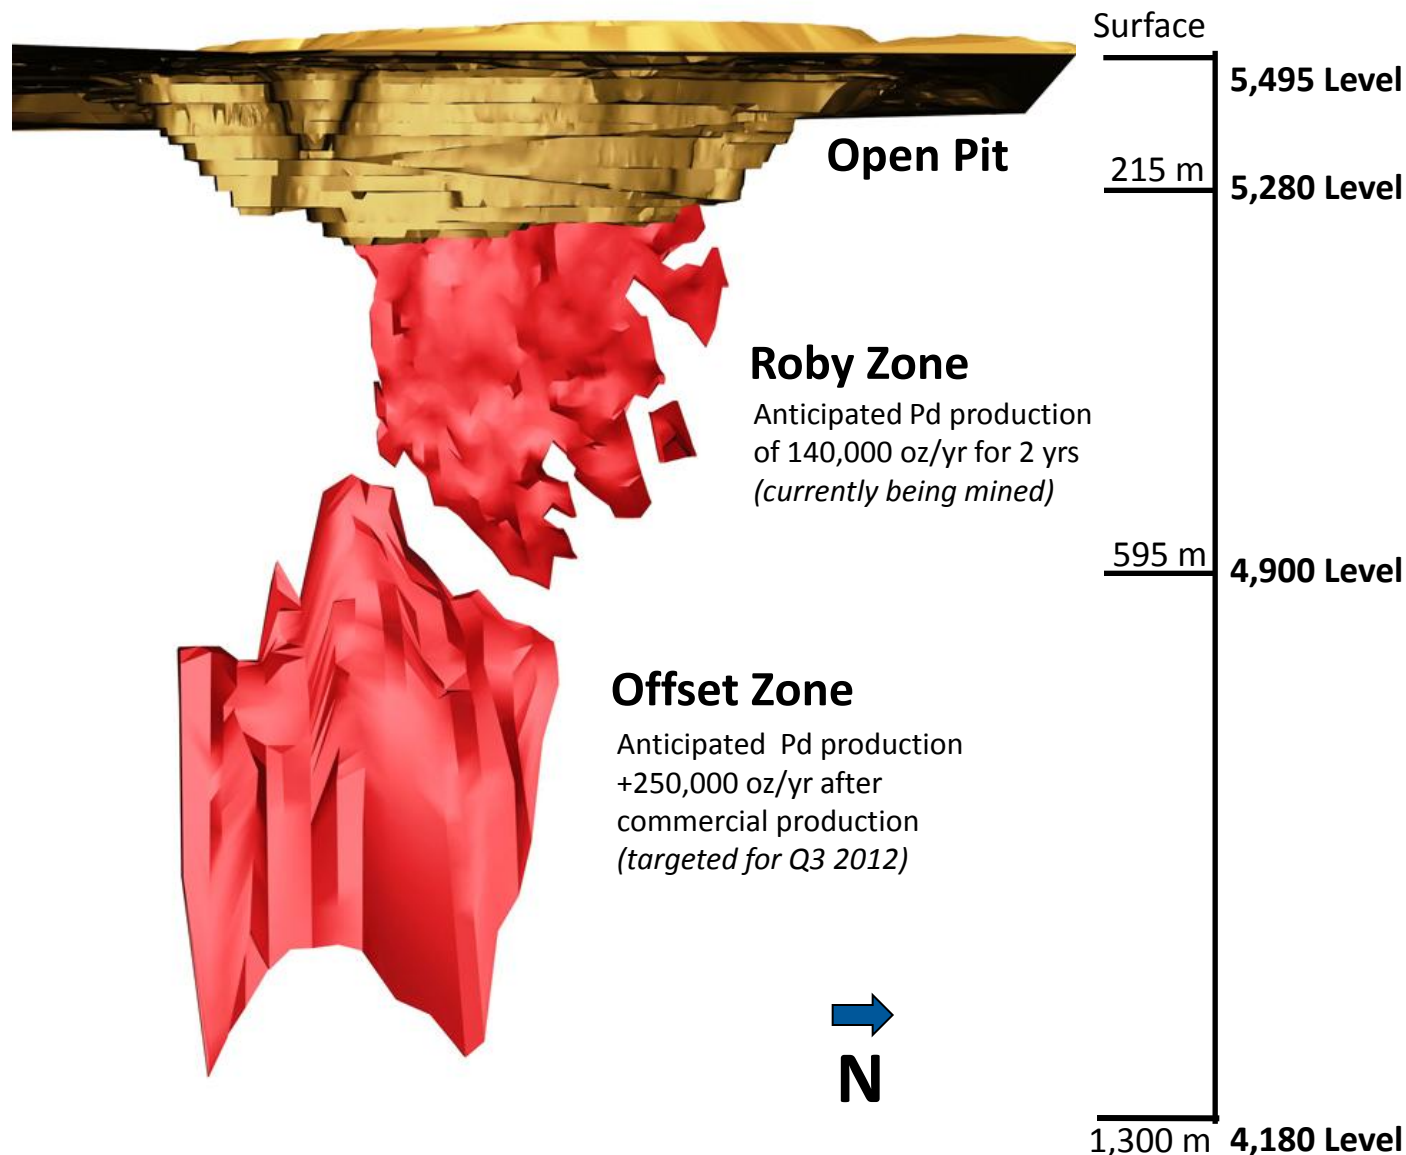 Surface
5,495 Level
Open Pit
215 m
5,280 Level
Roby Zone
Anticipated Pd production
of 140,000 oz/yr for 2 yrs
(currently being mined)
595 m
4,900 Level
Offset Zone
Anticipated  Pd production
+250,000 oz/yr after
commercial production
(targeted for Q3 2012)
N
1,300 m
4,180 Level